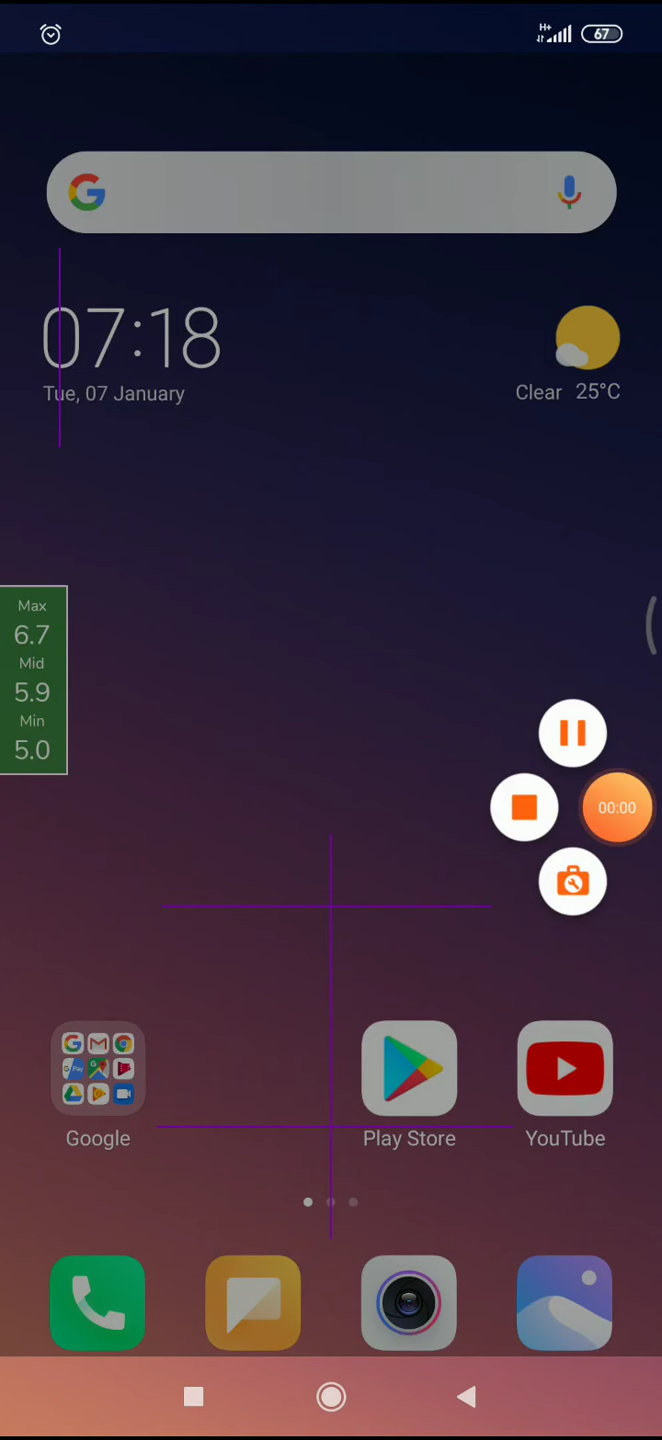 H+
67
07:18
Tue, 07 January
Clear 25°C
Max
6.7
Mid
5.9
Min
5.0
00:00
Google
Play Store
YouTube